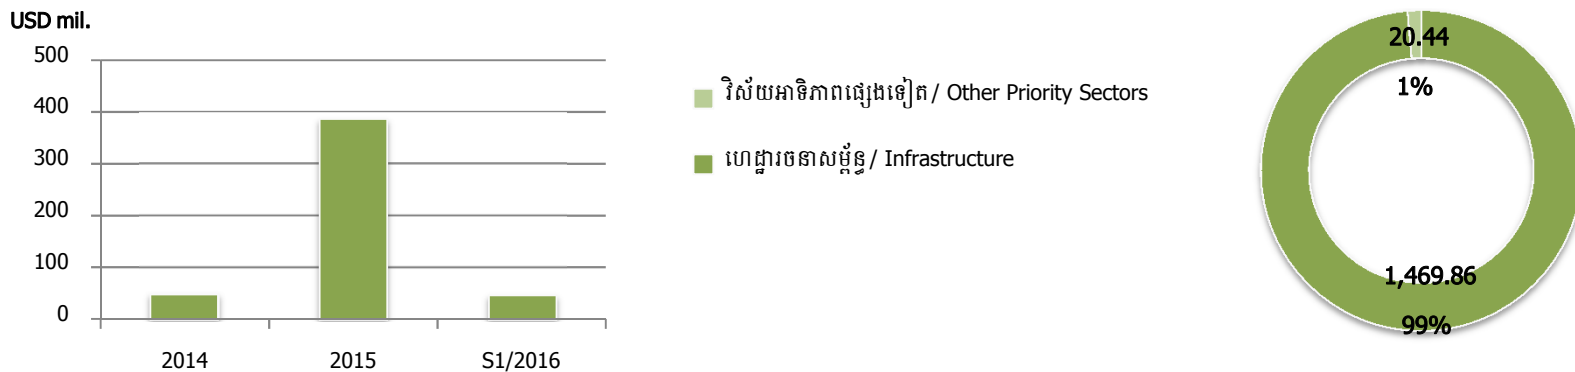 USD mil.
500
400
300
200
100
0
2014 2015 S1/2016
វិស័យអាទិភាពផ្សេងទៀត/ Other Priority Sectors
ហេដ្ឋារចនាសម្ព័ន្ធ/ Infrastructure
20.44
1%
1,469.86
99%